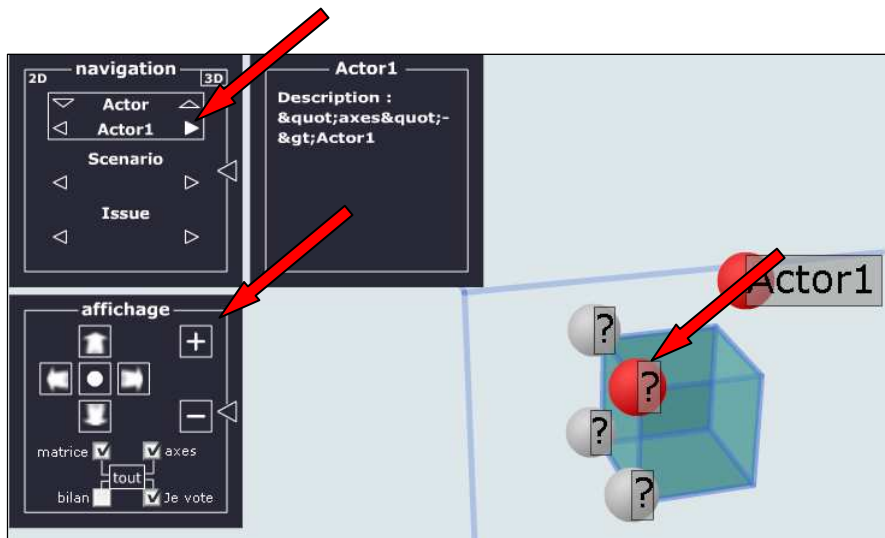 navigation
2D
3D
Actor
Actor1
Scenario
Issue
Actor1
Description :
&quot;axes&quot;-
&gt;Actor1
affichage
+
−
matrice
axes
tout
bilan
Je vote
Actor1
?
?
?
?